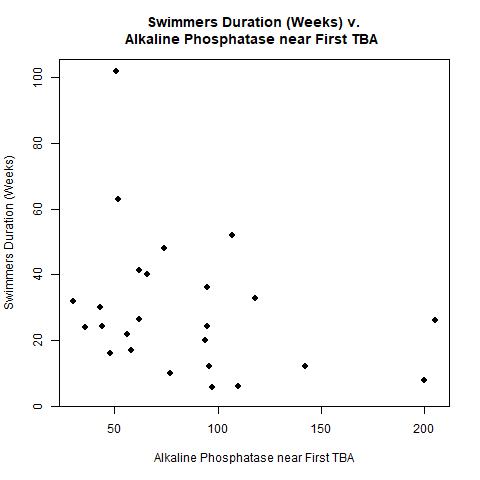 Swimmers Duration (Weeks) v.
Alkaline Phosphatase near First TBA
Swimmers Duration (Weeks)
100
80
60
40
20
0
50
100
150
200
Alkaline Phosphatase near First TBA